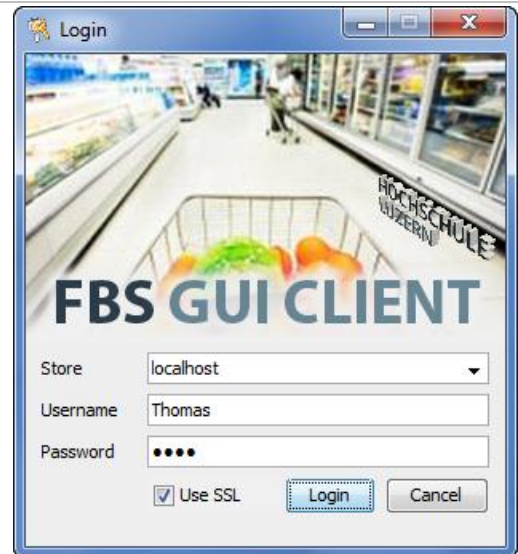 Login
HOCHSCHULE
LUZERN
FBS GUI CLIENT
Store localhost
Username Thomas
Password ••••
Use SSL Login Cancel